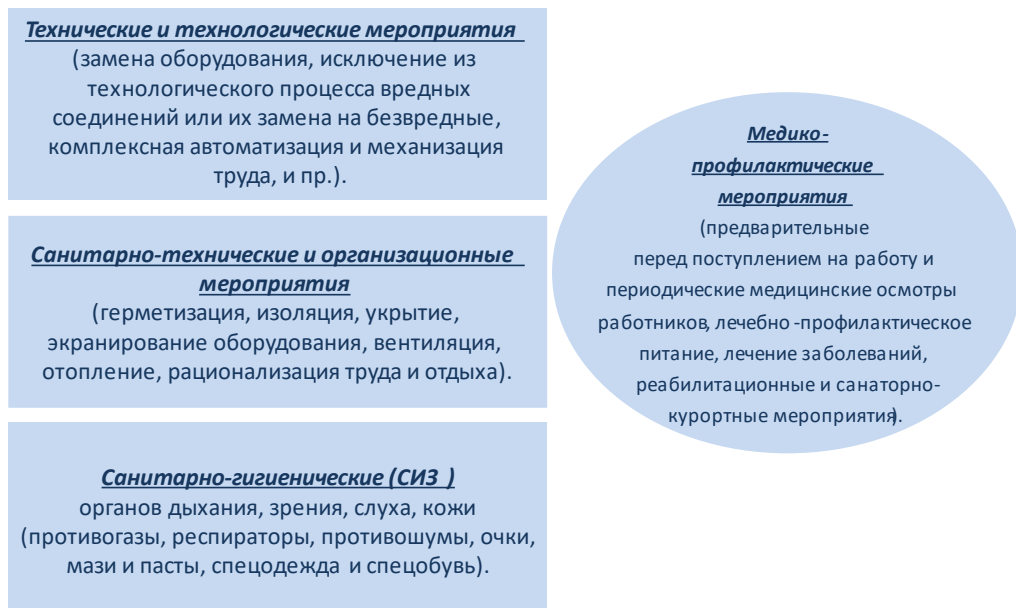 Технические и технологические мероприятия
(замена оборудования, исключение из
технологического процесса вредных
соединений или их замена на безвредные,
комплексная автоматизация и механизация
труда, и пр.).
Санитарно-технические и организационные
мероприятия
(герметизация, изоляция, укрытие,
экранирование оборудования, вентиляция,
отопление, рационализация труда и отдыха).
Санитарно-гигиенические (СИЗ )
органов дыхания, зрения, слуха, кожи
(противогазы, респираторы, противошумы, очки,
мази и пасты, спецодежда и спецобувь).
Медико-
профилактические
мероприятия
(предварительные
перед поступлением на работу и
периодические медицинские осмотры
работников, лечебно -профилактическое
питание, лечение заболеваний,
реабилитационные и санаторно-
курортные мероприятия).